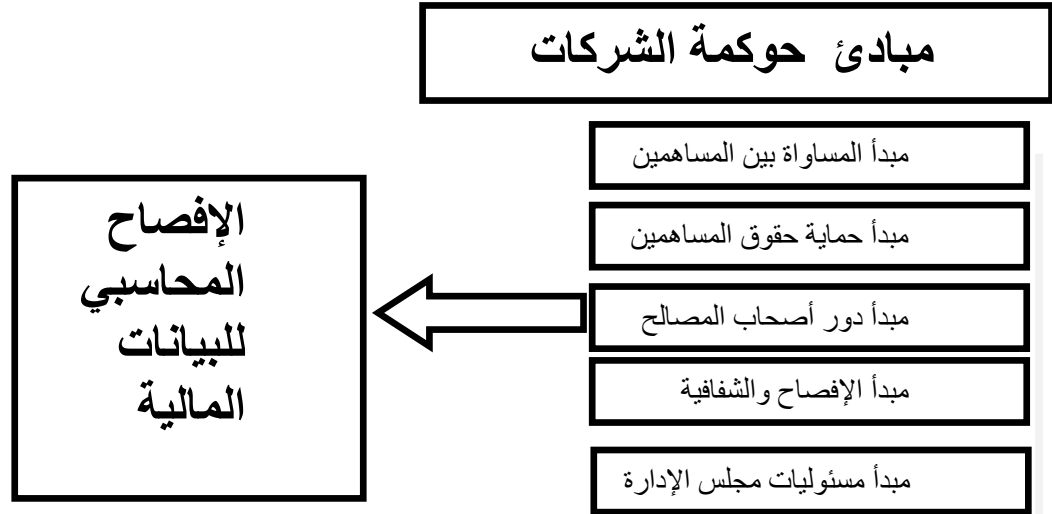 مبادئ حوكمة الشركات
مبدأ المساواة بين المساهمين
مبدأ حماية حقوق المساهمين
مبدأ دور أصحاب المصالح
مبدأ الإفصاح والشفافية
مبدأ مسئوليات مجلس الإدارة
الإفصاح
المحاسبي
للبيانات
المالية